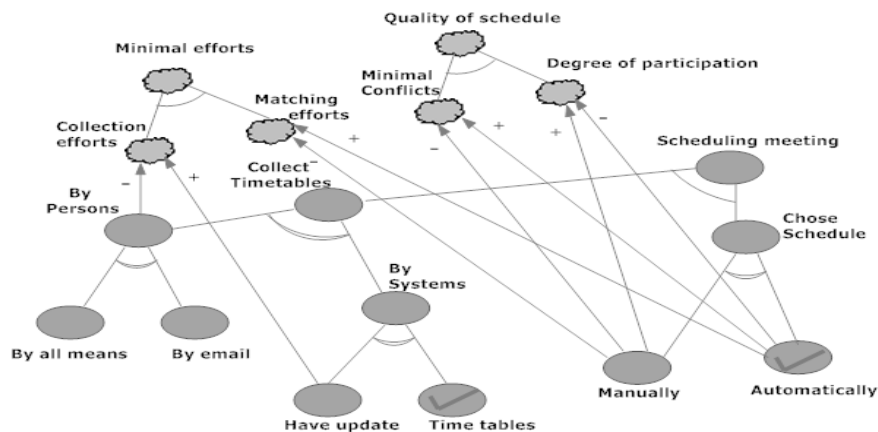 Quality of schedule
Minimal efforts
Degree of participation
Minimal
Conflicts
Matching
efforts
Collection
efforts
+
+
+
-
-
-
Scheduling meeting
Collect
Timetables
-
+
By
Persons
Chose
Schedule
By
Systems
By all means
By email
Manually
Automatically
Have update
Time tables